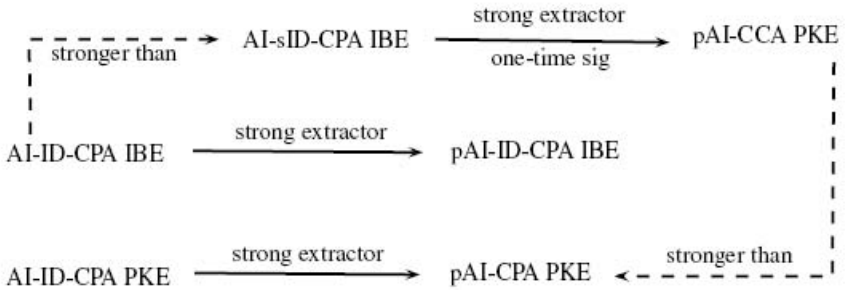 strong extractor
AI-sID-CPA IBE
pAI-CCA PKE
stronger than
one-time sig
strong extractor
AI-ID-CPA IBE
pAI-ID-CPA IBE
strong extractor
stronger than
AI-ID-CPA PKE
pAI-CPA PKE